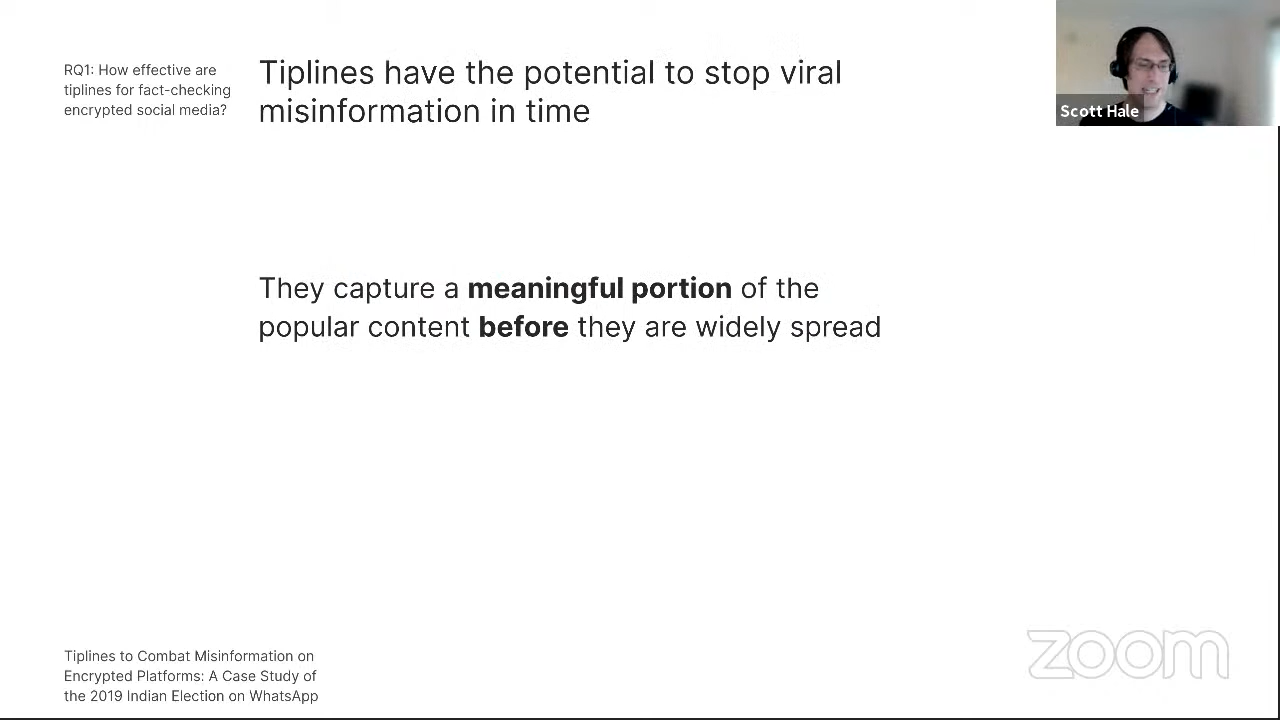 RQ1: How effective are
tiplines for fact-checking
encrypted social media?
Tiplines have the potential to stop viral
misinformation in time
Scott Hale
They capture a meaningful portion of the
popular content before they are widely spread
Tiplines to Combat Misinformation on
Encrypted Platforms: A Case Study of
the 2019 Indian Election on WhatsApp
zoom